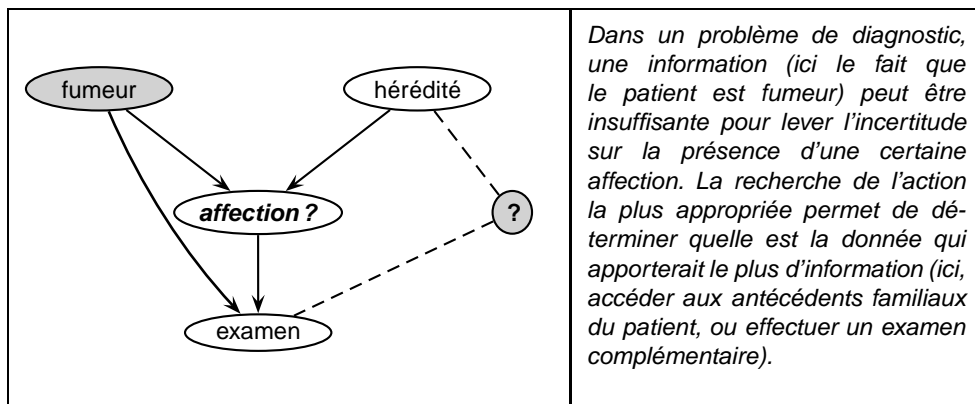 fumeur
hérédité
affection ?
?
examen
Dans un problème de diagnostic,
une information (ici le fait que
le patient est fumeur) peut être
insuffisante pour lever l'incertitude
sur la présence d'une certaine
affection. La recherche de l'action
la plus appropriée permet de dé-
terminer quelle est la donnée qui
apporterait le plus d'information (ici,
accéder aux antécédents familiaux
du patient, ou effectuer un examen
complémentaire).